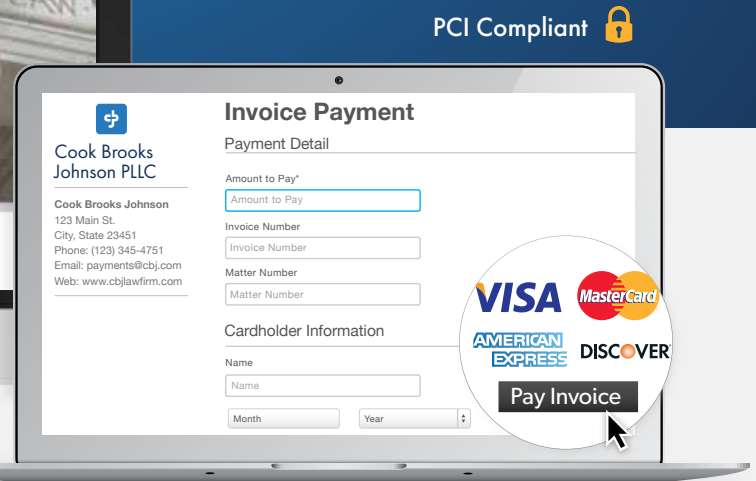 PCI Compliant
Cook Brooks
Johnson PLLC
Cook Brooks Johnson
123 Main St.
City, State 23451
Phone: (123) 345-4751
Email: payments@cbj.com
Web: www.cbjlawfirm.com
Invoice Payment
Payment Detail
Amount to Pay*
Amount to Pay
Invoice Number
Invoice Number
Matter Number
Matter Number
Cardholder Information
Name
Name
Month
Year
VISA
MasterCard
AMERICAN
EXPRESS
DISCOVER
Pay Invoice